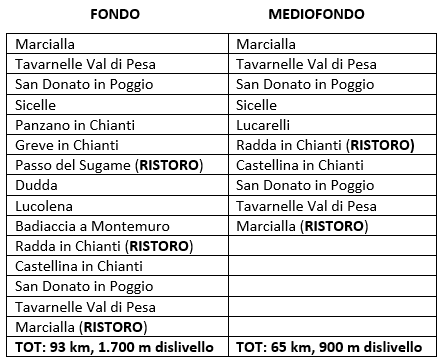 FONDO MEDIOFONDO
Marcialla Marcialla
Tavarnelle Val di Pesa Tavarnelle Val di Pesa
San Donato in Poggio San Donato in Poggio
Sicelle Sicelle
Panzano in Chianti Lucarelli
Greve in Chianti Radda in Chianti (RISTORO)
Passo del Sugame (RISTORO) Castellina in Chianti
Dudda San Donato in Poggio
Lucolena Tavarnelle Val di Pesa
Badiaccia a Montemuro Marcialla (RISTORO)
Radda in Chianti (RISTORO)
Castellina in Chianti
San Donato in Poggio
Tavarnelle Val di Pesa
Marcialla (RISTORO)
TOT: 93 km, 1.700 m dislivello TOT: 65 km, 900 m dislivello